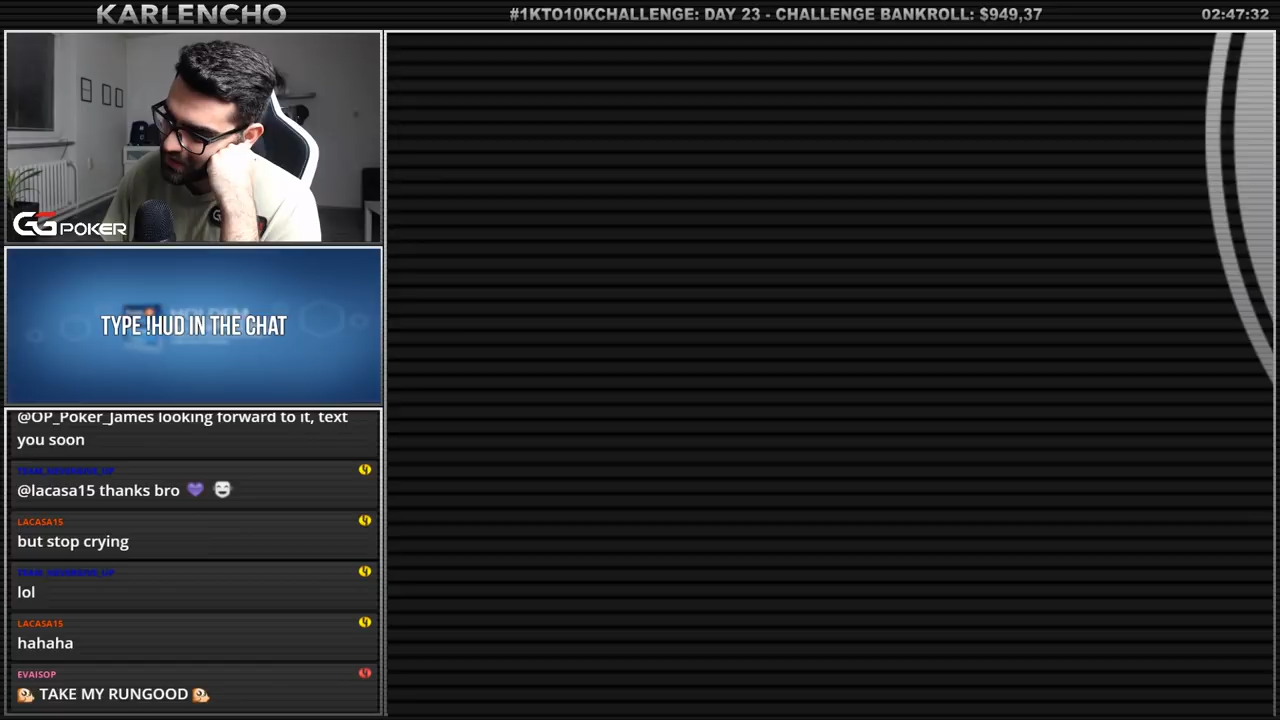 KARLENCHO
#1KTO10KCHALLENGE: DAY 23 - CHALLENGE BANKROLL: $949,37
02:47:32
GG POKER
TYPE !HUD IN THE CHAT
@OP_Poker_James looking forward to it, text
you soon
@lacasa15 thanks bro
LACASA15
but stop crying
lol
LACASA15
hahaha
EVAISOP
TAKE MY RUNGOOD